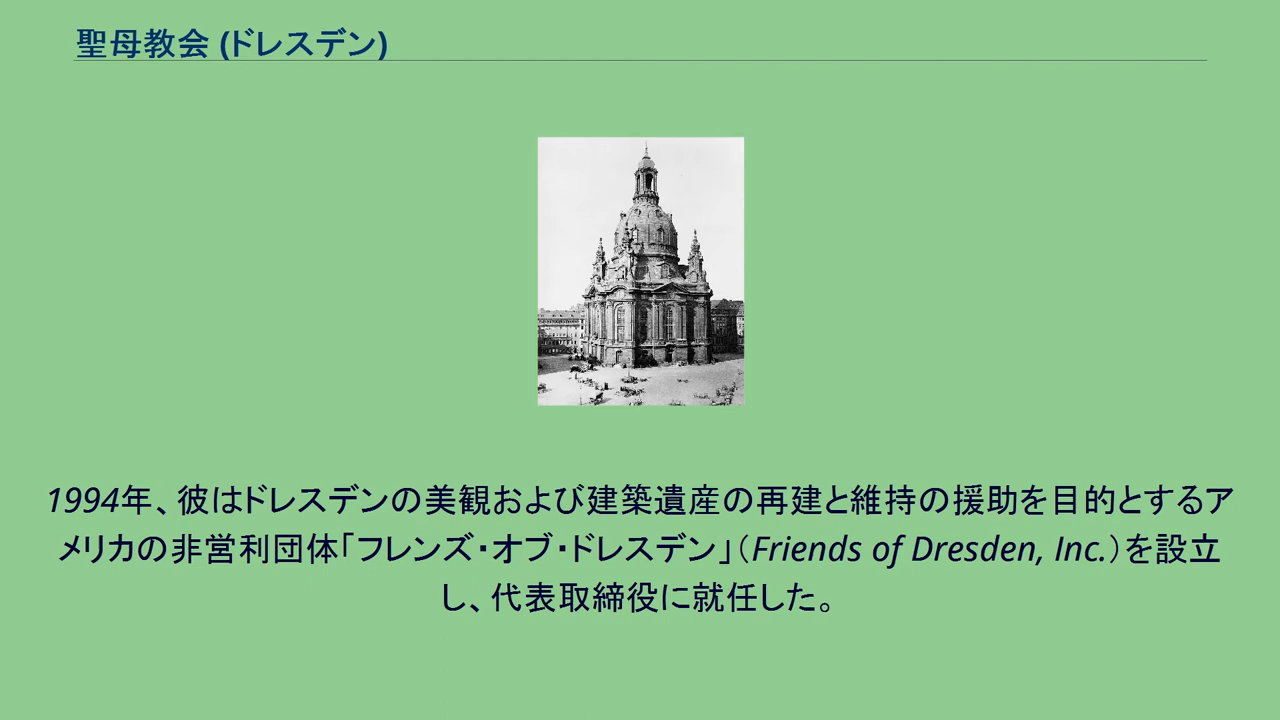 聖母教会 (ドレスデン)
1994年、彼はドレスデンの美観および建築遺産の再建と維持の援助を目的とするア
メリカの非営利団体「フレンズ・オブ・ドレスデン」（Friends of Dresden, Inc.）を設立
し、代表取締役に就任した。